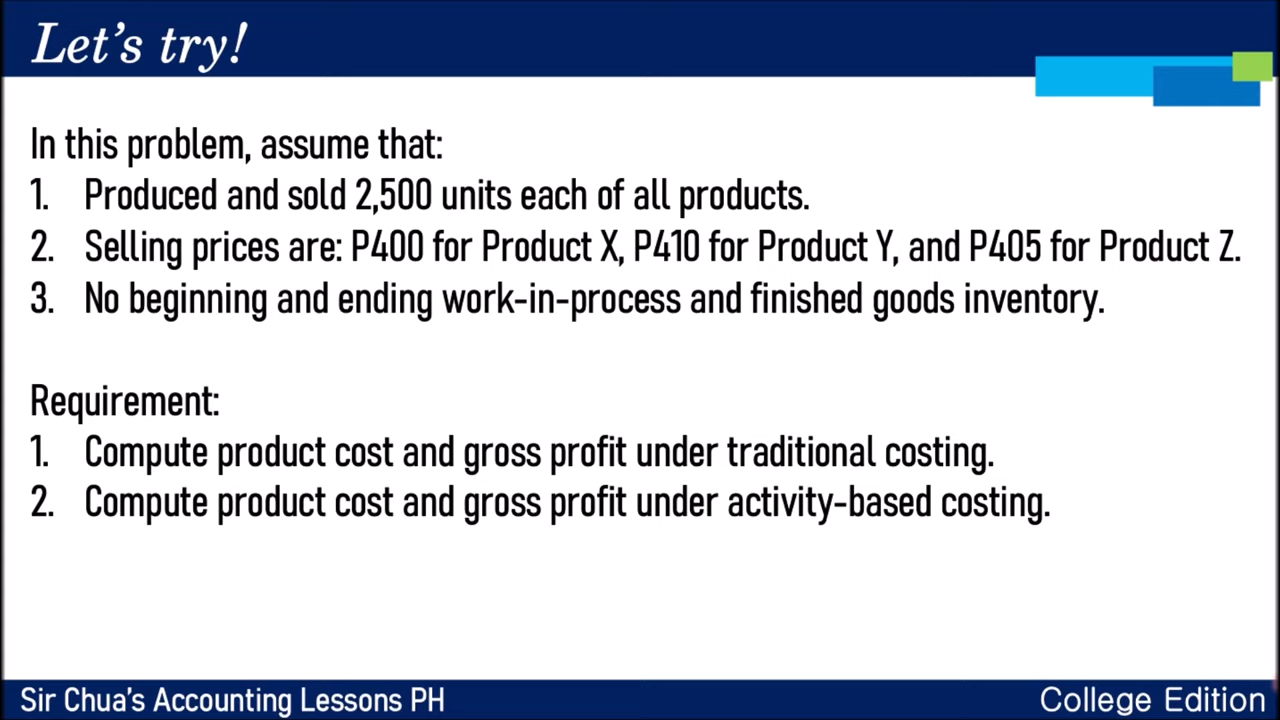 Let's try!
In this problem, assume that:
1. Produced and sold 2,500 units each of all products.
2. Selling prices are: P400 for Product X, P410 for Product Y, and P405 for Product Z.
3. No beginning and ending work-in-process and finished goods inventory.
Requirement:
1. Compute product cost and gross profit under traditional costing.
2. Compute product cost and gross profit under activity-based costing.
Sir Chua's Accounting Lessons PH
College Edition